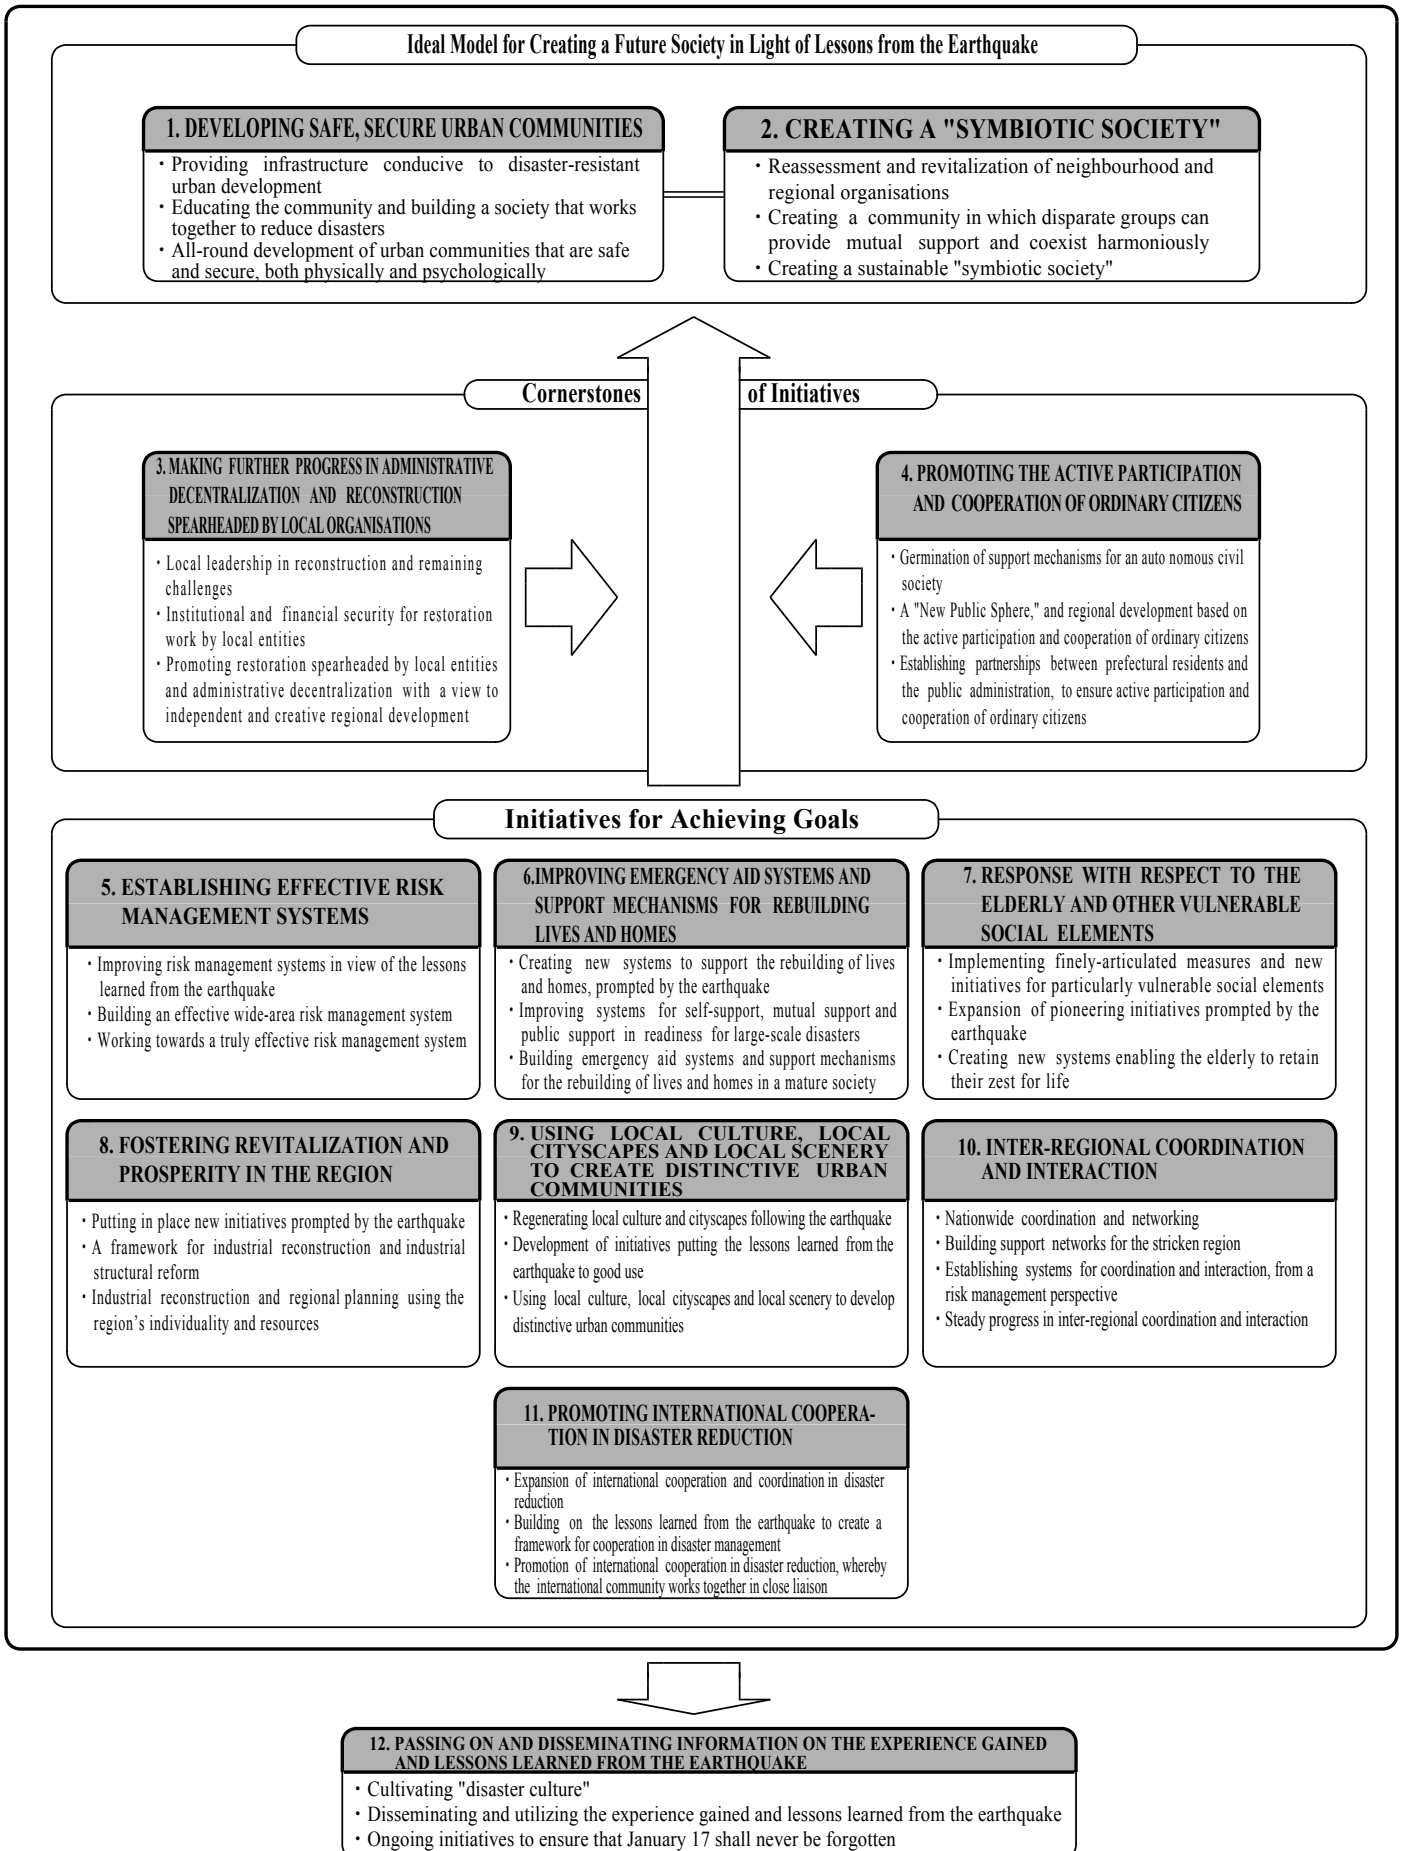 Ideal Model for Creating a Future Society in Light of Lessons from the Earthquake
1. DEVELOPING SAFE, SECURE URBAN COMMUNITIES
・Providing infrastructure conducive to disaster-resistant
urban development
・Educating the community and building a society that works
together to reduce disasters
・All-round development of urban communities that are safe
and secure, both physically and psychologically
2. CREATING A "SYMBIOTIC SOCIETY"
・Reassessment and revitalization of neighbourhood and
regional organisations
・Creating a community in which disparate groups can
provide mutual support and coexist harmoniously
・Creating a sustainable "symbiotic society"
Cornerstones of Initiatives
3. MAKING FURTHER PROGRESS IN ADMINISTRATIVE
DECENTRALIZATION AND RECONSTRUCTION
SPEARHEADED BY LOCAL ORGANISATIONS
・Local leadership in reconstruction and remaining
challenges
・Institutional and financial security for restoration
work by local entities
・Promoting restoration spearheaded by local entities
and administrative decentralization with a view to
independent and creative regional development
4. PROMOTING THE ACTIVE PARTICIPATION
AND COOPERATION OF ORDINARY CITIZENS
・Germination of support mechanisms for an auto nomous civil
society
・A "New Public Sphere," and regional development based on
the active participation and cooperation of ordinary citizens
・Establishing partnerships between prefectural residents and
the public administration, to ensure active participation and
cooperation of ordinary citizens
Initiatives for Achieving Goals
5. ESTABLISHING EFFECTIVE RISK
MANAGEMENT SYSTEMS
・Improving risk management systems in view of the lessons
learned from the earthquake
・Building an effective wide-area risk management system
・Working towards a truly effective risk management system
6.IMPROVING EMERGENCY AID SYSTEMS AND
SUPPORT MECHANISMS FOR REBUILDING
LIVES AND HOMES
・Creating new systems to support the rebuilding of lives
and homes, prompted by the earthquake
・Improving systems for self-support, mutual support and
public support in readiness for large-scale disasters
・Building emergency aid systems and support mechanisms
for the rebuilding of lives and homes in a mature society
7. RESPONSE WITH RESPECT TO THE
ELDERLY AND OTHER VULNERABLE
SOCIAL ELEMENTS
・Implementing finely-articulated measures and new
initiatives for particularly vulnerable social elements
・Expansion of pioneering initiatives prompted by the
earthquake
・Creating new systems enabling the elderly to retain
their zest for life
8. FOSTERING REVITALIZATION AND
PROSPERITY IN THE REGION
・Putting in place new initiatives prompted by the earthquake
・A framework for industrial reconstruction and industrial
structural reform
・Industrial reconstruction and regional planning using the
region’s individuality and resources
9. USING LOCAL CULTURE, LOCAL
CITYSCAPES AND LOCAL SCENERY
TO CREATE DISTINCTIVE URBAN
COMMUNITIES
・Regenerating local culture and cityscapes following the earthquake
・Development of initiatives putting the lessons learned from the
earthquake to good use
・Using local culture, local cityscapes and local scenery to develop
distinctive urban communities
10. INTER-REGIONAL COORDINATION
AND INTERACTION
・Nationwide coordination and networking
・Building support networks for the stricken region
・Establishing systems for coordination and interaction, from a
risk management perspective
・Steady progress in inter-regional coordination and interaction
11. PROMOTING INTERNATIONAL COOPERA-
TION IN DISASTER REDUCTION
・Expansion of international cooperation and coordination in disaster
reduction
・Building on the lessons learned from the earthquake to create a
framework for cooperation in disaster management
・Promotion of international cooperation in disaster reduction, whereby
the international community works together in close liaison
12. PASSING ON AND DISSEMINATING INFORMATION ON THE EXPERIENCE GAINED
AND LESSONS LEARNED FROM THE EARTHQUAKE
・Cultivating "disaster culture"
・Disseminating and utilizing the experience gained and lessons learned from the earthquake
・Ongoing initiatives to ensure that January 17 shall never be forgotten